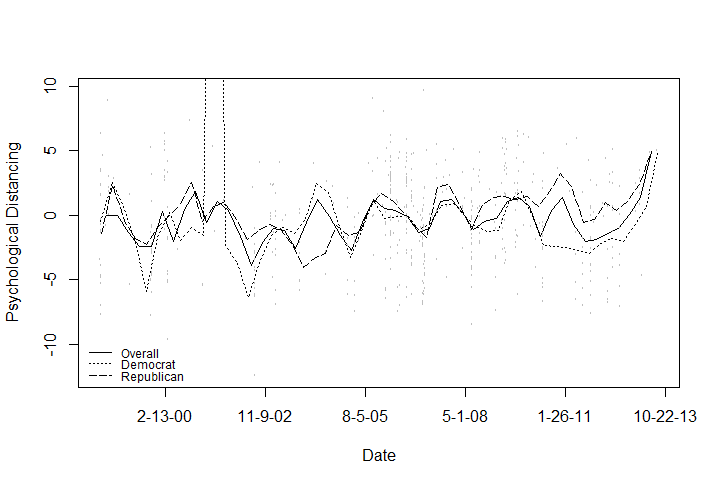 10
5
0
-5
-10
Psychological Distancing
Overall
Democrat
Republican
2-13-00 11-9-02 8-5-05 5-1-08 1-26-11 10-22-13
Date